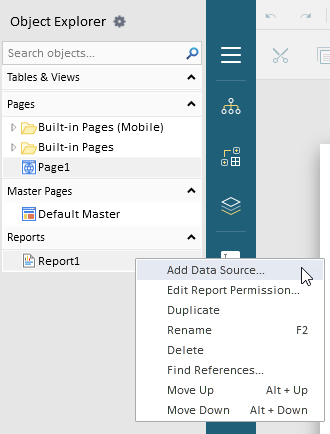 Object Explorer
Search objects...
Tables & Views
Pages
Built-in Pages (Mobile)
Built-in Pages
Page1
Master Pages
Default Master
Reports
Report1
Add Data Source...
Edit Report Permission...
Duplicate
Rename F2
Delete
Find References...
Move Up Alt + Up
Move Down Alt + Down